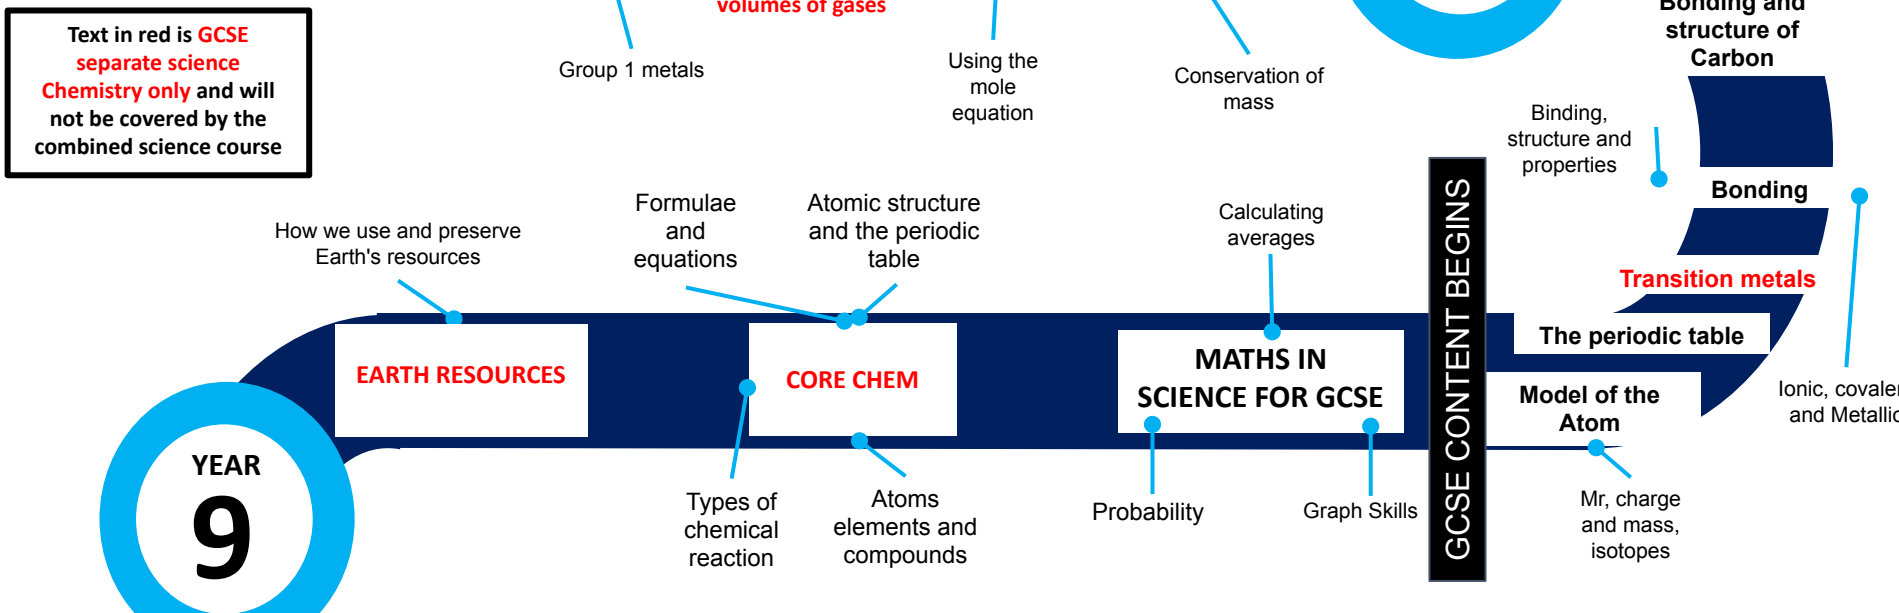 volumes of gases
Bonding and
structure of
Carbon
Text in red is GCSE
separate science
Chemistry only and will
not be covered by the
combined science course
Group 1 metals
Using the
mole
equation
Conservation of
mass
Binding,
structure and
properties
Bonding
How we use and preserve
Earth's resources
Formulae
and
equations
Atomic structure
and the periodic
table
Calculating
averages
GCSE CONTENT BEGINS
Transition metals
The periodic table
EARTH RESOURCES
CORE CHEM
MATHS IN
SCIENCE FOR GCSE
Model of the
Atom
Ionic,
and Metallic
YEAR
9
Types of
chemical
reaction
Atoms
elements and
compounds
Probability
Graph Skills
Mr, charge
and mass,
isotopes